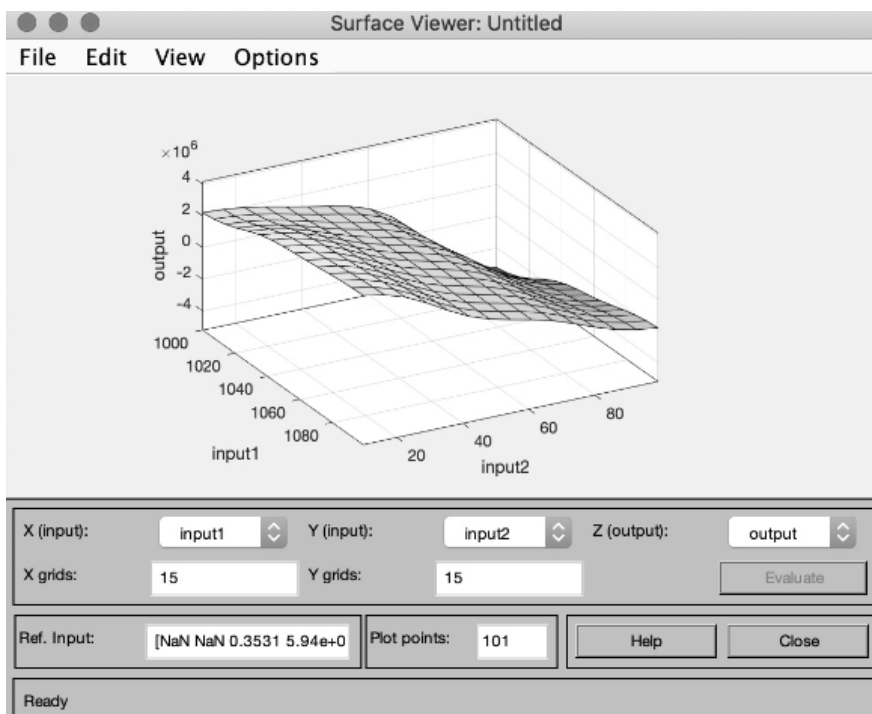 Surface Viewer: Untitled
File Edit View Options
×10⁶
4
2
0
-2
-4
output
1000
1020
1040
1060
1080
input1
20
40
60
80
input2
X (input): input1 Y (input): input2 Z (output): output
X grids: 15 Y grids: 15 Evaluate
Ref. Input: [NaN NaN 0.3531 5.94e+0 Plot points: 101 Help Close
Ready